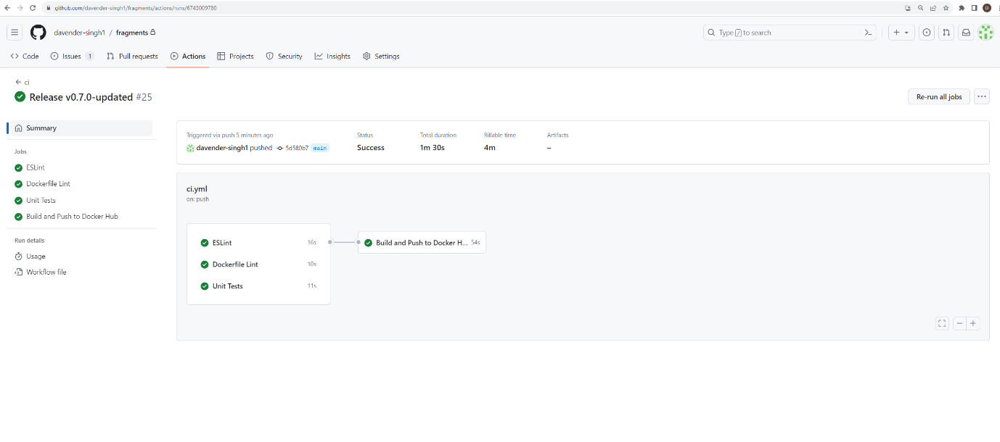 github.com/davender-singh1/fragments/actions/runs/6743009780
D
davender-singh1 / fragments
Type / to search
Code Issues 1 Pull requests Actions Projects Security Insights Settings
ci
Release v0.7.0-updated #25
Re-run all jobs
Summary
Jobs
ESLint
Dockerfile Lint
Unit Tests
Build and Push to Docker Hub
Run details
Usage
Workflow file
Triggered via push 5 minutes ago
davender-singh1 pushed 5d580b7 main
Status
Success
Total duration
1m 30s
Billable time
4m
Artifacts
–
ci.yml
on: push
ESLint 16s
Dockerfile Lint 10s
Unit Tests 11s
Build and Push to Docker H... 54s